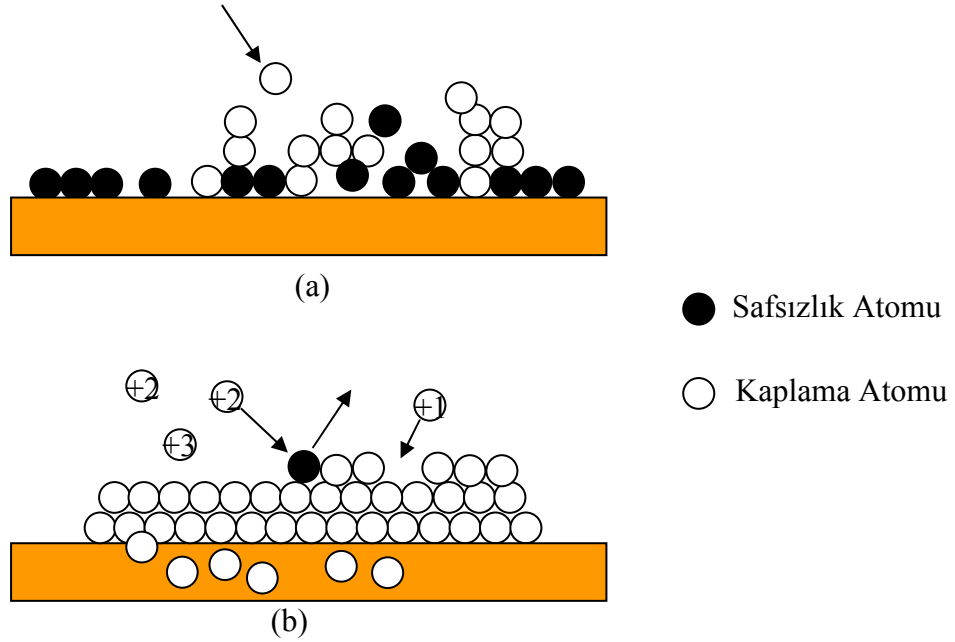 (a)
Safsızlık Atomu
Kaplama Atomu
+2
+2
+1
+3
(b)